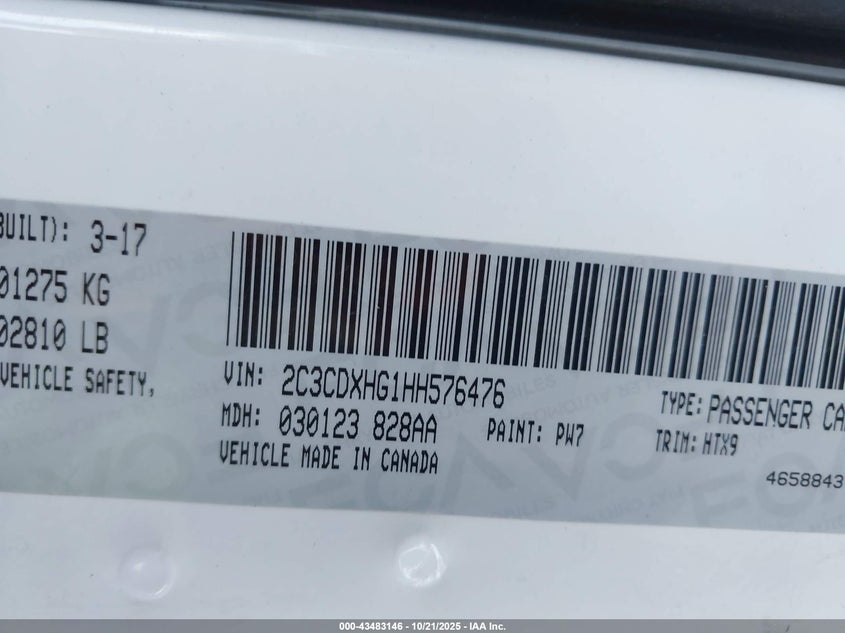 BUILT): 3-17
01275 KG
02810 LB
VEHICLE SAFETY,
VIN: 2C3CDXHG1HH576476
TYPE: PASSENGER CA
MDH: 030123 828AA
PAINT: PW7
TRIM: HTX9
VEHICLE MADE IN CANADA
4658843
000-43483146 - 10/21/2025 - IAA Inc.